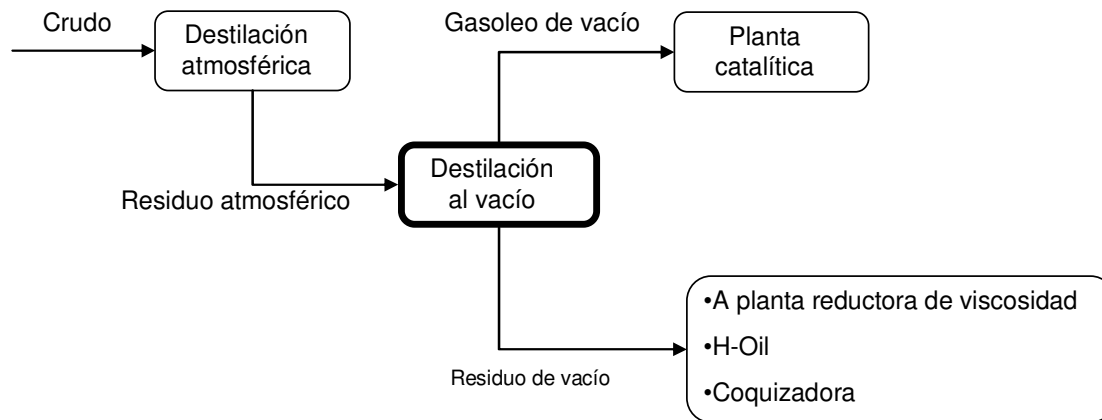 Crudo
Destilación
atmosférica
Gasoleo de vacío
Planta
catalítica
Residuo atmosférico
Destilación
al vacío
•A planta reductora de viscosidad
•H-Oil
•Coquizadora
Residuo de vacío